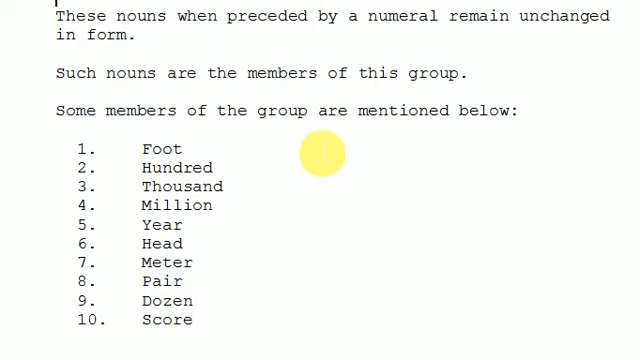 These nouns when preceded by a numeral remain unchanged
in form.
Such nouns are the members of this group.
Some members of the group are mentioned below:
1. Foot
2. Hundred
3. Thousand
4. Million
5. Year
6. Head
7. Meter
8. Pair
9. Dozen
10. Score